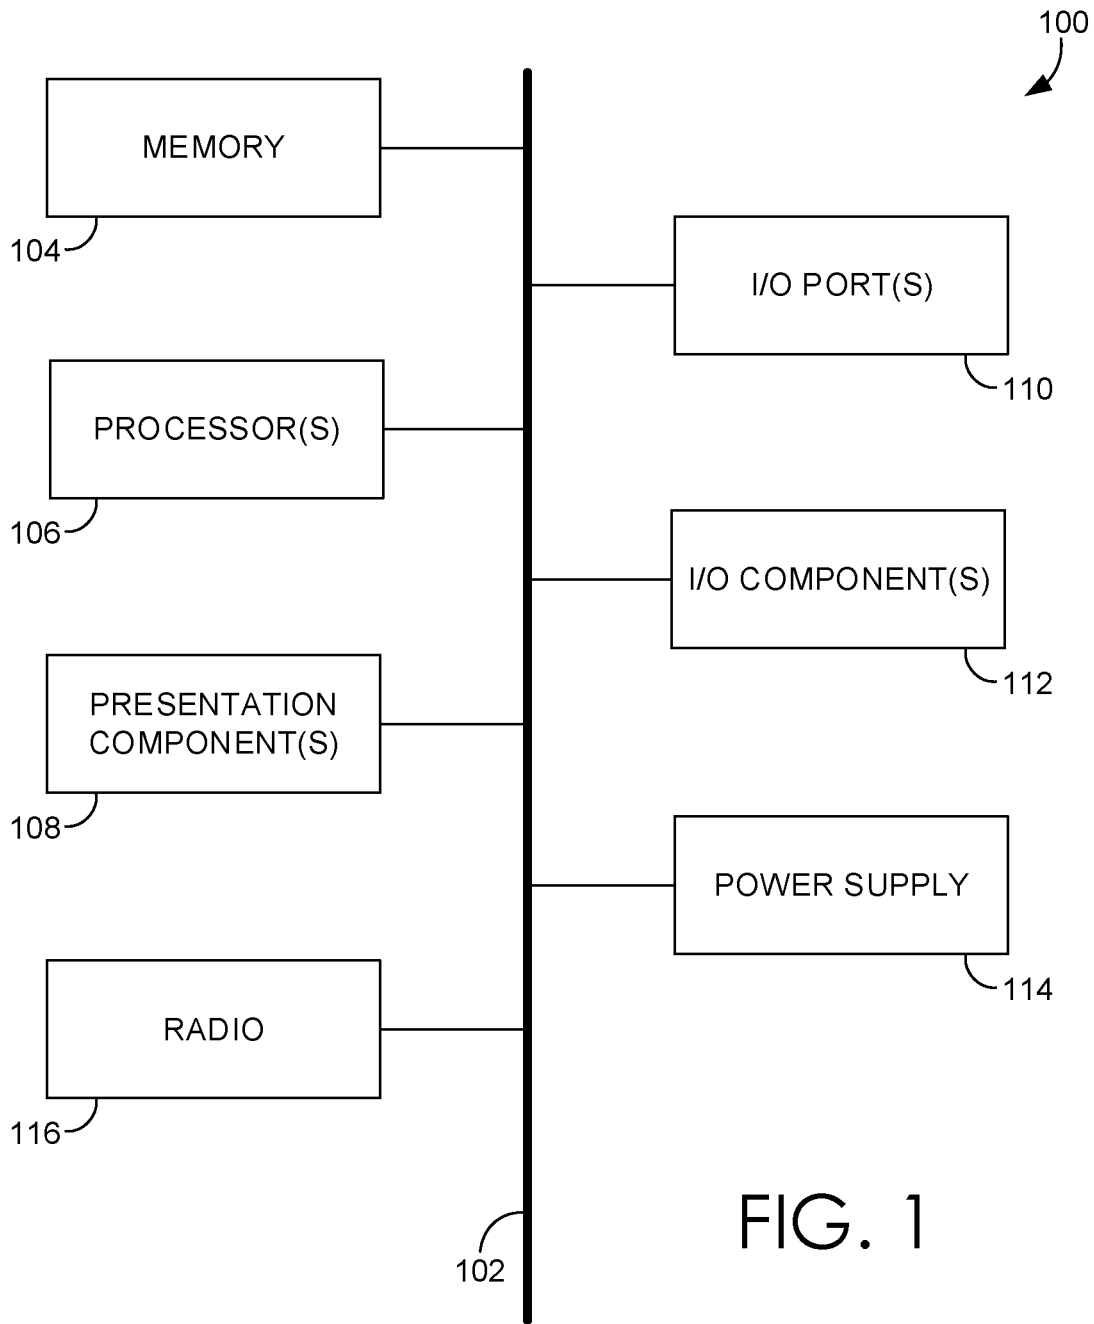 100
MEMORY
104
I/O PORT(S)
110
PROCESSOR(S)
106
I/O COMPONENT(S)
112
PRESENTATION
COMPONENT(S)
108
POWER SUPPLY
114
RADIO
116
102
FIG. 1